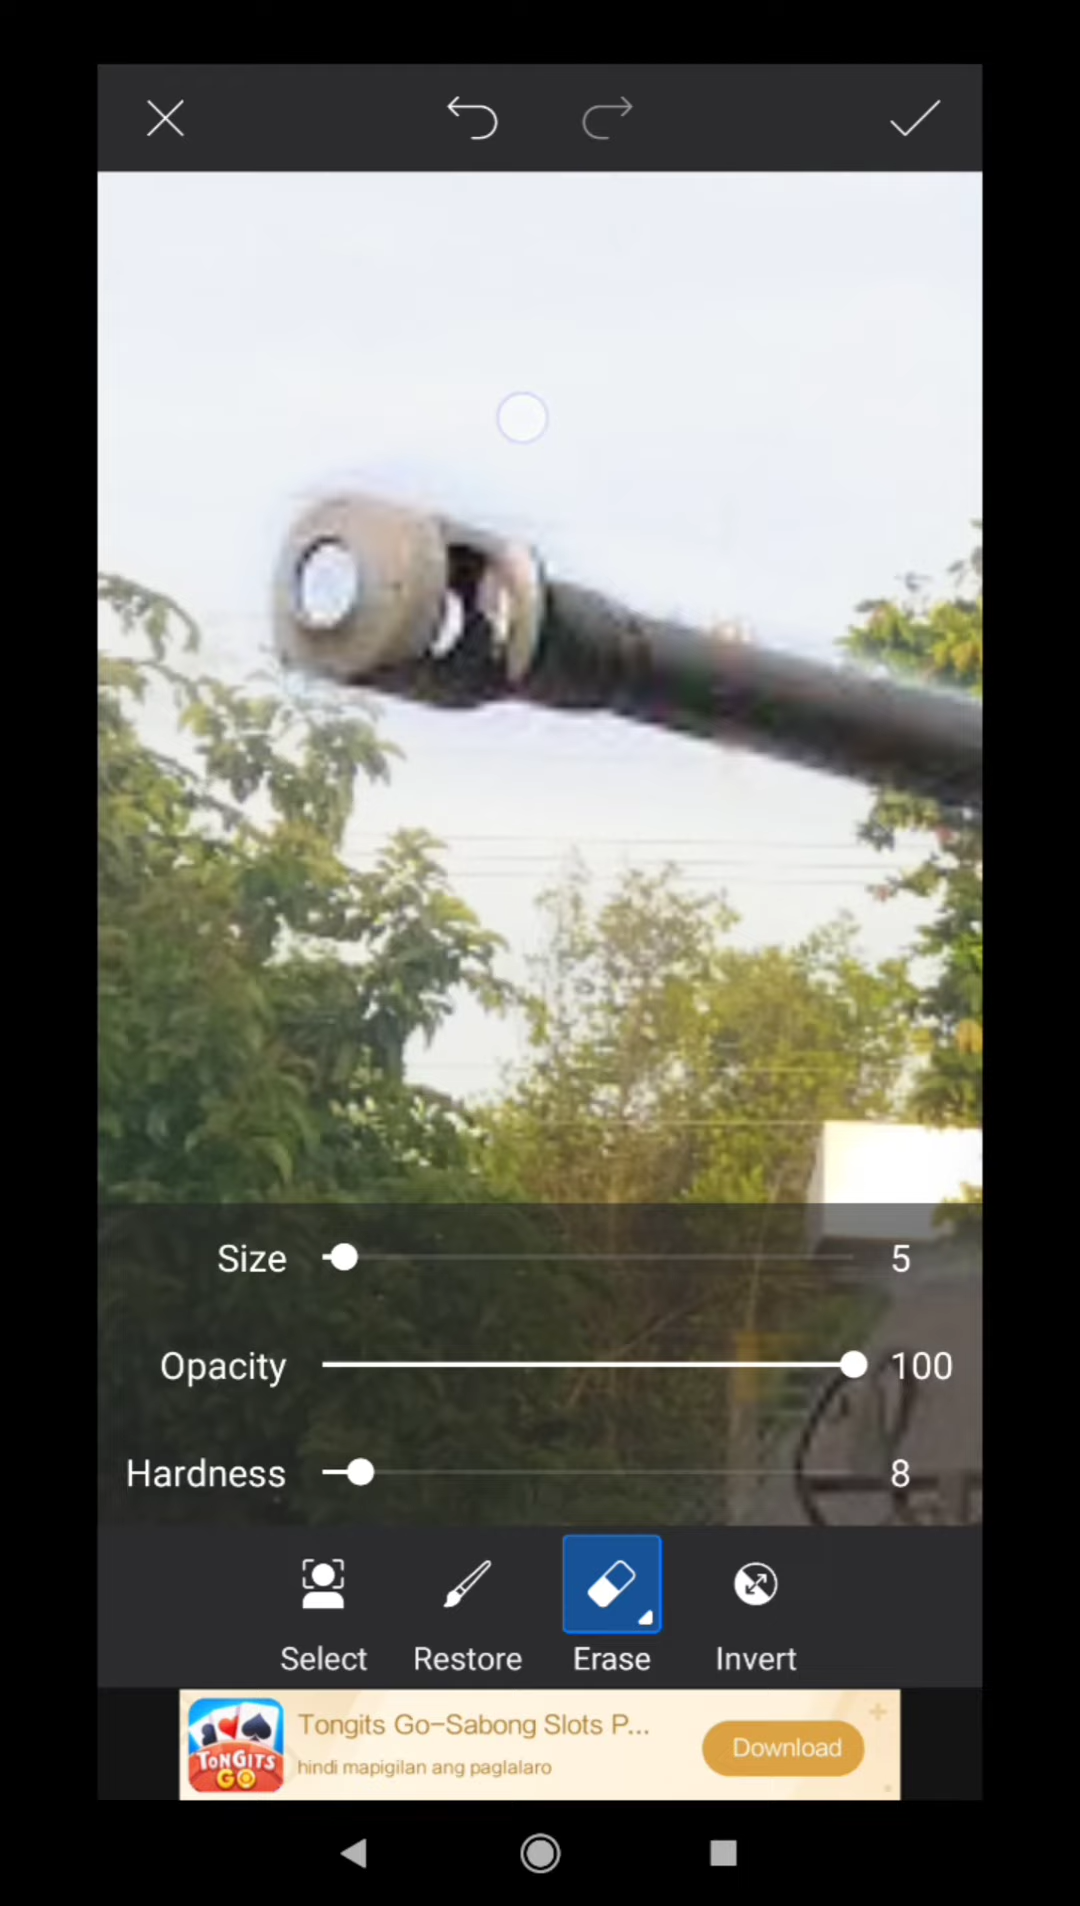 Size 5
Opacity 100
Hardness 8
Select Restore Erase Invert
TONGITS
GO
Tongits Go-Sabong Slots P...
hindi mapigilan ang paglalaro
Download